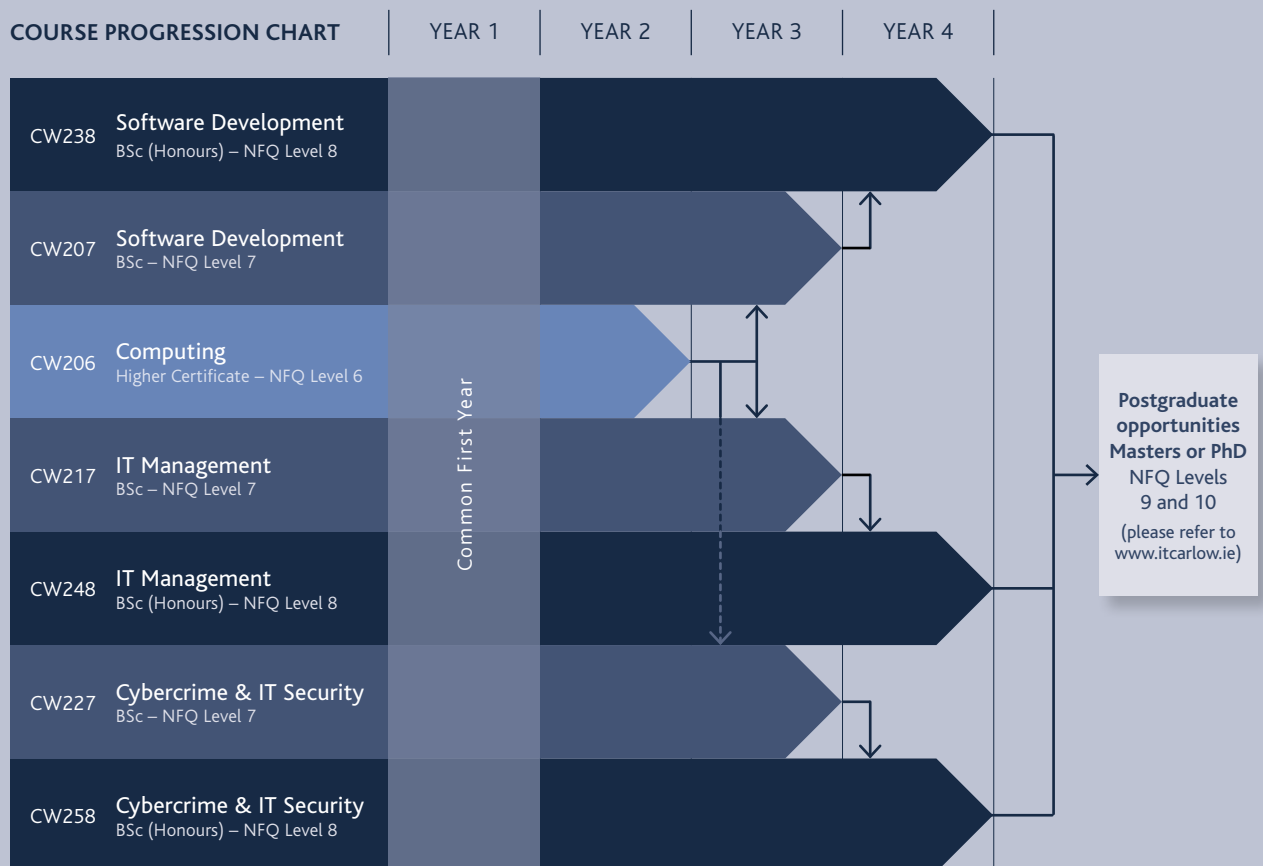 COURSE PROGRESSION CHART
YEAR 1
YEAR 2
YEAR 3
YEAR 4
CW238
Software Development
BSc (Honours) – NFQ Level 8
CW207
Software Development
BSc – NFQ Level 7
CW206
Computing
Higher Certificate – NFQ Level 6
CW217
IT Management
BSc – NFQ Level 7
CW248
IT Management
BSc (Honours) – NFQ Level 8
CW227
Cybercrime & IT Security
BSc – NFQ Level 7
CW258
Cybercrime & IT Security
BSc (Honours) – NFQ Level 8
Common First Year
Postgraduate
opportunities
Masters or PhD
NFQ Levels
9 and 10
(please refer to
www.itcarlow.ie)